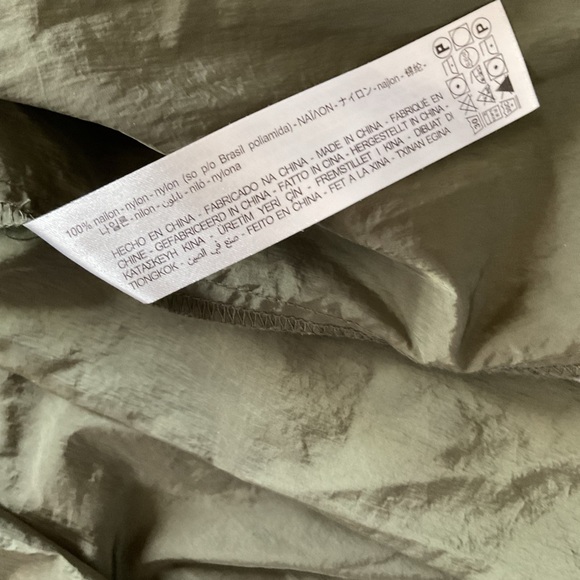 100% nailon - nylon - nylon (so p/o Brasil poliamida) - ΝΑΪΛΟΝ - ナイロン - najlon - 锦纶 -
나일론 - nilon - نايلون - niló - nylona
HECHO EN CHINA - FABRICADO NA CHINA - MADE IN CHINA - FABRIQUE EN
CHINE - GEFABRICEERD IN CHINA - FATTO IN CINA - HERGESTELLT IN CHINA -
ΚΑΤΑΣΚΕΥΗ ΚΙΝΑ - ÜRETIM YERİ ÇİN - FREMSTILLET I KINA - DIBUAT DI
TIONGKOK - صنع في الصين - FEITO EN CHINA - FET A LA XINA - TXINAN EGINA
P
P